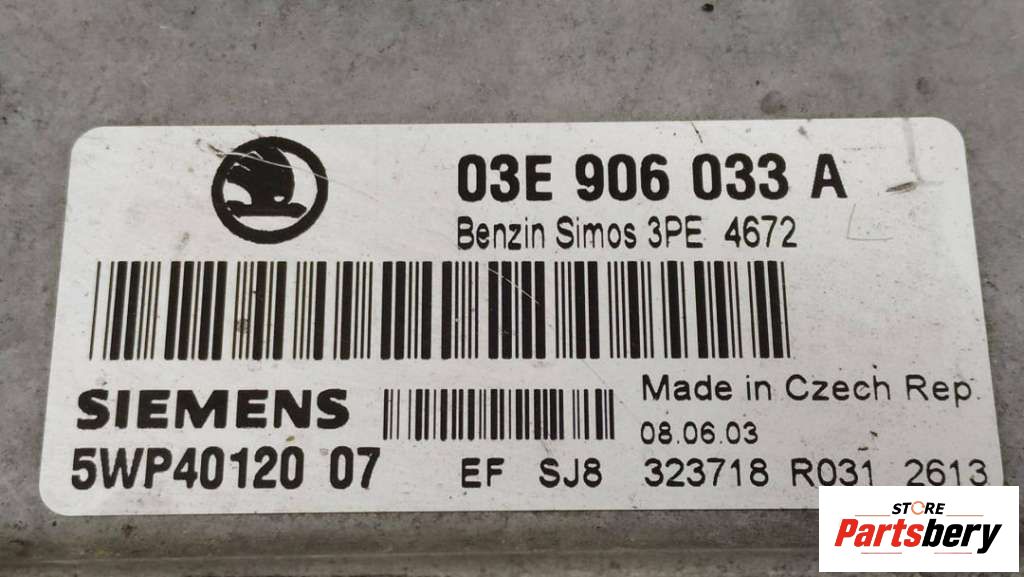 03E 906 033 A
Benzin Simos 3PE 4672
SIEMENS
Made in Czech Rep.
08.06.03
5WP40120 07
EF SJ8 323718 R031 2613
STORE
Partsbery